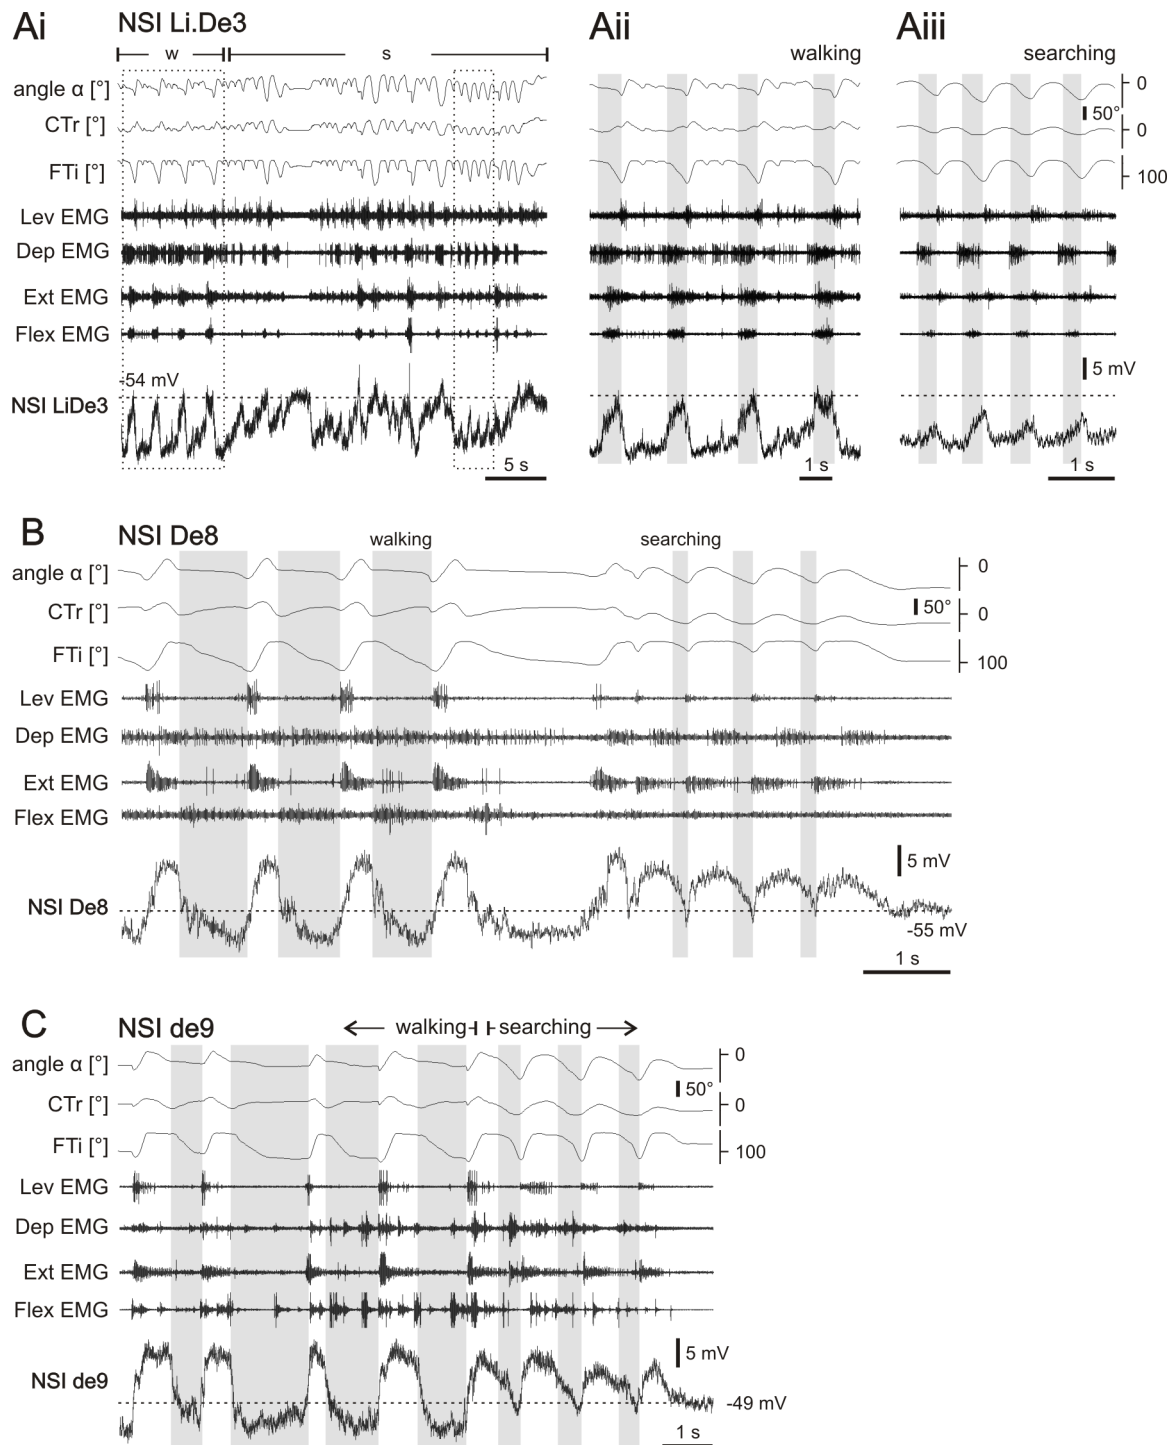 Ai NSI Li.De3
w s
angle α [°]
CTr [°]
FTi [°]
Lev EMG
Dep EMG
Ext EMG
Flex EMG
-54 mV
NSI LiDe3
5 s
Aii
walking
1 s
Aiii
searching
0
50°
0
100
5 mV
1 s
B NSI De8
walking searching
angle α [°] 0
CTr [°] 50° 0
FTi [°] 100
Lev EMG
Dep EMG
Ext EMG
Flex EMG
5 mV
NSI De8
-55 mV
1 s
C NSI de9 walking searching
angle α [°] 0
50°
CTr [°] 0
FTi [°] 100
Lev EMG
Dep EMG
Ext EMG
Flex EMG
5 mV
NSI de9
-49 mV
1 s